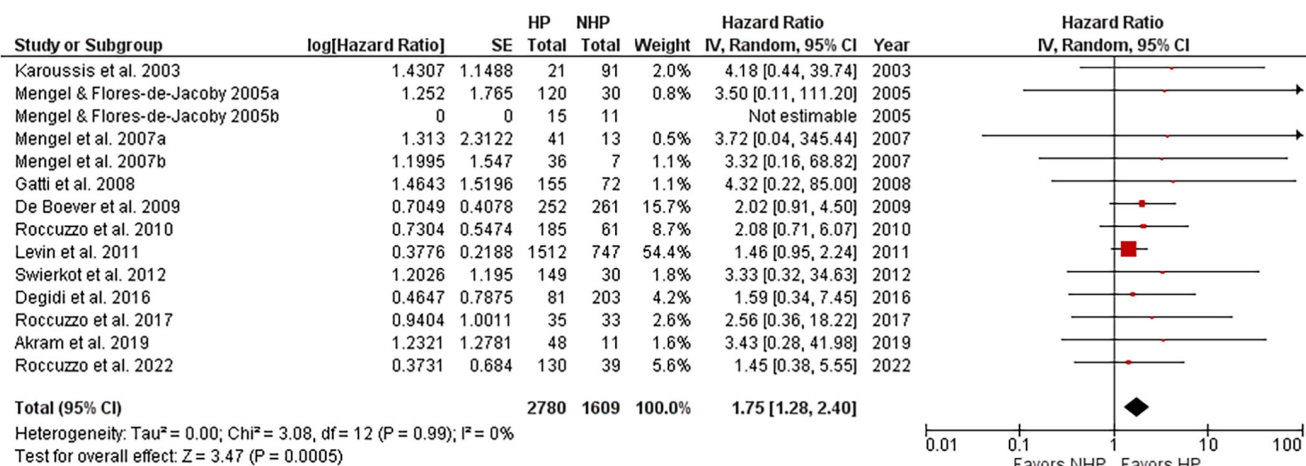 HP NHP Hazard Ratio Hazard Ratio
Study or Subgroup log[Hazard Ratio] SE Total Total Weight IV, Random, 95% CI Year IV, Random, 95% CI
Karoussis et al. 2003 1.4307 1.1488 21 91 2.0% 4.18 [0.44, 39.74] 2003
Mengel & Flores-de-Jacoby 2005a 1.252 1.765 120 30 0.8% 3.50 [0.11, 111.20] 2005
Mengel & Flores-de-Jacoby 2005b 0 0 15 11 Not estimable 2005
Mengel et al. 2007a 1.313 2.3122 41 13 0.5% 3.72 [0.04, 345.44] 2007
Mengel et al. 2007b 1.1995 1.547 36 7 1.1% 3.32 [0.16, 68.82] 2007
Gatti et al. 2008 1.4643 1.5196 155 72 1.1% 4.32 [0.22, 85.00] 2008
De Boever et al. 2009 0.7049 0.4078 252 261 15.7% 2.02 [0.91, 4.50] 2009
Roccuzzo et al. 2010 0.7304 0.5474 185 61 8.7% 2.08 [0.71, 6.07] 2010
Levin et al. 2011 0.3776 0.2188 1512 747 54.4% 1.46 [0.95, 2.24] 2011
Swierkot et al. 2012 1.2026 1.195 149 30 1.8% 3.33 [0.32, 34.63] 2012
Degidi et al. 2016 0.4647 0.7875 81 203 4.2% 1.59 [0.34, 7.45] 2016
Roccuzzo et al. 2017 0.9404 1.0011 35 33 2.6% 2.56 [0.36, 18.22] 2017
Akram et al. 2019 1.2321 1.2781 48 11 1.6% 3.43 [0.28, 41.98] 2019
Roccuzzo et al. 2022 0.3731 0.684 130 39 5.6% 1.45 [0.38, 5.55] 2022
Total (95% CI) 2780 1609 100.0% 1.75 [1.28, 2.40]
Heterogeneity: Tau² = 0.00; Chi² = 3.08, df = 12 (P = 0.99); I² = 0%
Test for overall effect: Z = 3.47 (P = 0.0005)
0.01 0.1 1 10 100
Favors NHP Favors HP